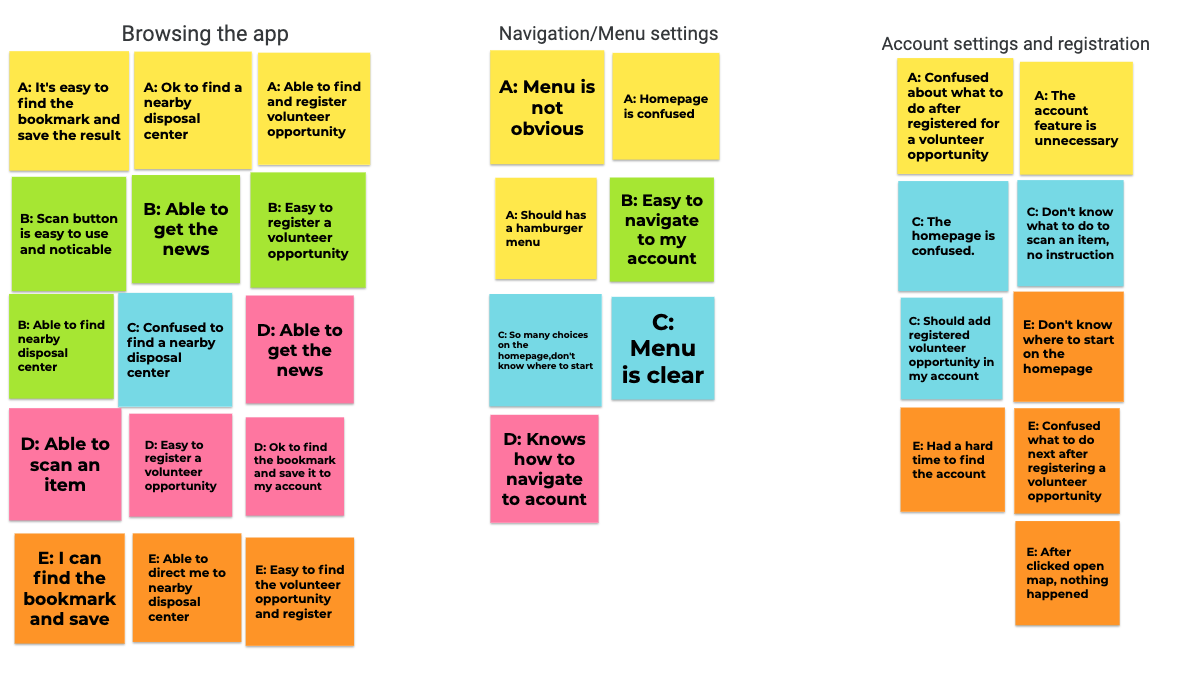 Browsing the app
A: It's easy to
find the
bookmark and
save the result
A: Ok to find a
nearby
disposal
center
A: Able to find
and register
volunteer
opportunity
B: Scan button
is easy to use
and noticable
B: Able to
get the
news
B: Easy to
register a
volunteer
opportunity
B: Able to find
nearby
disposal
center
C: Confused to
find a nearby
disposal
center
D: Able to
get the
news
D: Able to
scan an
item
D: Easy to
register a
volunteer
opportunity
D: Ok to find
the bookmark
and save it to
my account
E: I can
find the
bookmark
and save
E: Able to
direct me to
nearby
disposal
center
E: Easy to find
the volunteer
opportunity
and register
Navigation/Menu settings
A: Menu is
not
obvious
A: Homepage
is confused
A: Should has
a hamburger
menu
B: Easy to
navigate
to my
account
C: So many choices
on the
homepage,don't
know where to start
C:
Menu
is clear
D: Knows
how to
navigate
to acount
Account settings and registration
A: Confused
about what to
do after
registered for
a volunteer
opportunity
A: The
account
feature is
unnecessary
C: The
homepage is
confused.
C: Don't know
what to do to
scan an item,
no instruction
C: Should add
registered
volunteer
opportunity in
my account
E: Don't know
where to start
on the
homepage
E: Had a hard
time to find
the account
E: Confused
what to do
next after
registering a
volunteer
opportunity
E: After
clicked open
map, nothing
happened